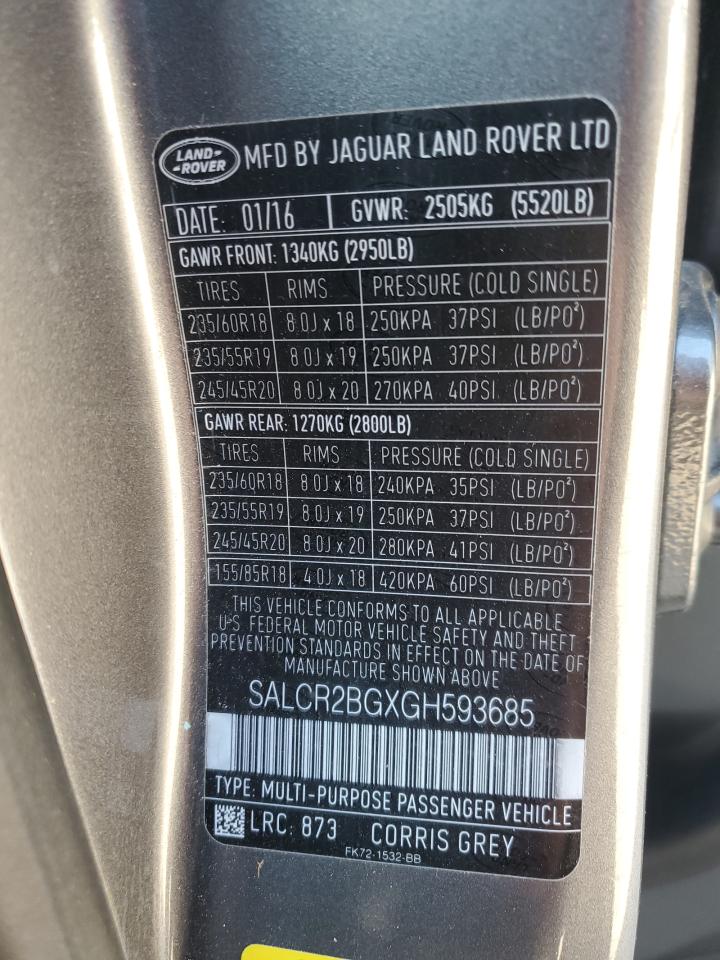 LAND-
-ROVER MFD BY JAGUAR LAND ROVER LTD
DATE: 01/16 GVWR: 2505KG (5520LB)
GAWR FRONT: 1340KG (2950LB)
TIRES RIMS PRESSURE (COLD SINGLE)
235/60R18 8.0J x 18 250KPA 37PSI (LB/PO²)
235/55R19 8.0J x 19 250KPA 37PSI (LB/PO²)
245/45R20 8.0J x 20 270KPA 40PSI (LB/PO²)
GAWR REAR: 1270KG (2800LB)
TIRES RIMS PRESSURE (COLD SINGLE)
235/60R18 8.0J x 18 240KPA 35PSI (LB/PO²)
235/55R19 8.0J x 19 250KPA 37PSI (LB/PO²)
245/45R20 8.0J x 20 280KPA 41PSI (LB/PO²)
155/85R18 4.0J x 18 420KPA 60PSI (LB/PO²)
THIS VEHICLE CONFORMS TO ALL APPLICABLE
U.S. FEDERAL MOTOR VEHICLE SAFETY AND THEFT
PREVENTION STANDARDS IN EFFECT ON THE DATE OF
MANUFACTURE SHOWN ABOVE
SALCR2BGXGH593685
TYPE: MULTI-PURPOSE PASSENGER VEHICLE
LRC: 873 CORRIS GREY
FK72-1532-BB